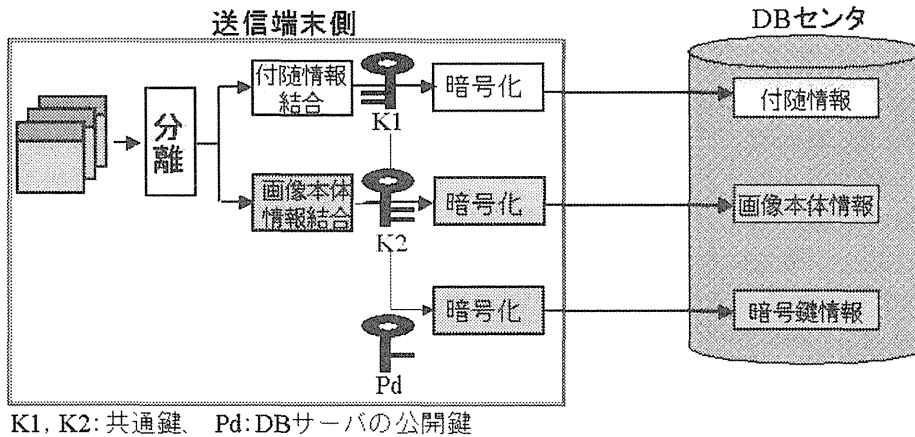 送信端末側
DBセンタ
分離
付随情報
結合
K1
暗号化
付随情報
画像本体
情報結合
K2
暗号化
画像本体情報
Pd
暗号化
暗号鍵情報
K1, K2: 共通鍵、 Pd: DBサーバの公開鍵